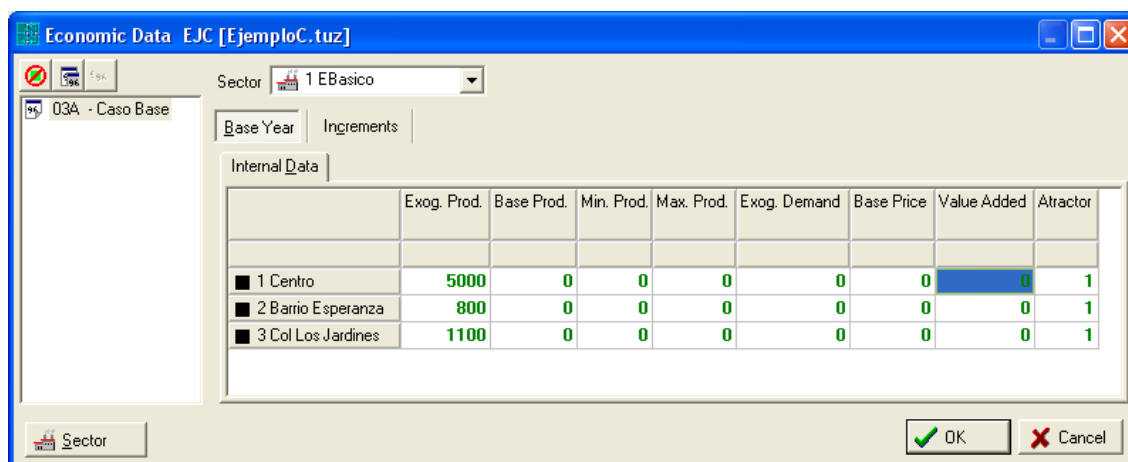 Economic Data EJC [EjemploC.tuz]
Sector 1 EBasico
03A - Caso Base
Base Year Increments
Internal Data
Exog. Prod. Base Prod. Min. Prod. Max. Prod. Exog. Demand Base Price Value Added Atractor
1 Centro 5000 0 0 0 0 0 0 1
2 Barrio Esperanza 800 0 0 0 0 0 0 1
3 Col Los Jardines 1100 0 0 0 0 0 0 1
Sector OK Cancel